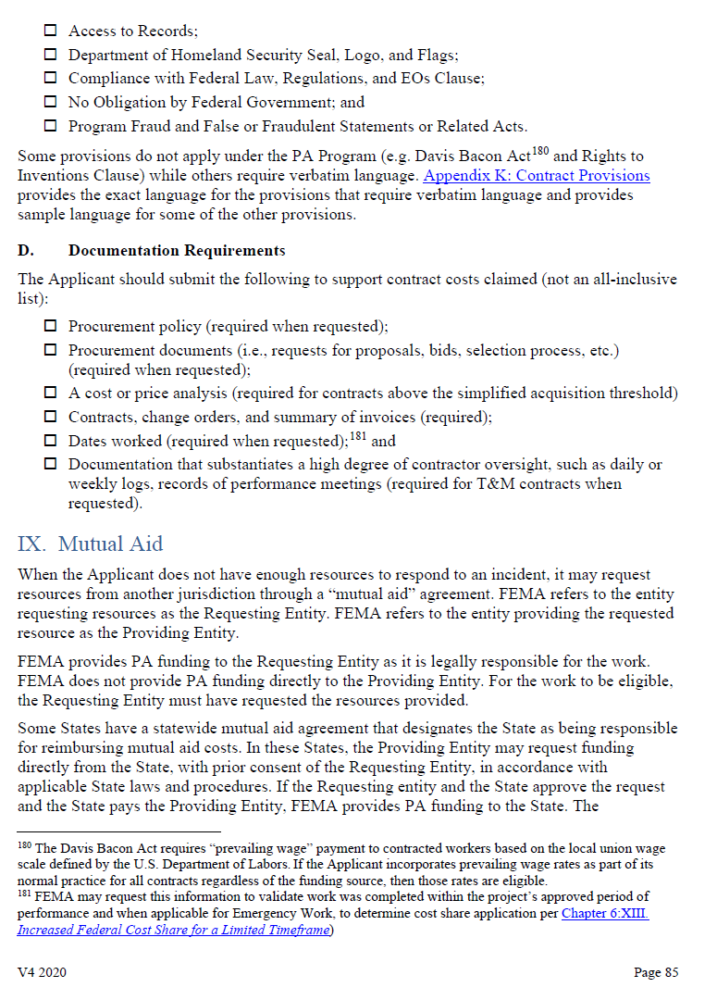 ☐ Access to Records;
☐ Department of Homeland Security Seal, Logo, and Flags;
☐ Compliance with Federal Law, Regulations, and EOs Clause;
☐ No Obligation by Federal Government; and
☐ Program Fraud and False or Fraudulent Statements or Related Acts.
Some provisions do not apply under the PA Program (e.g. Davis Bacon Act180 and Rights to
Inventions Clause) while others require verbatim language. Appendix K: Contract Provisions
provides the exact language for the provisions that require verbatim language and provides
sample language for some of the other provisions.
D. Documentation Requirements
The Applicant should submit the following to support contract costs claimed (not an all-inclusive
list):
☐ Procurement policy (required when requested);
☐ Procurement documents (i.e., requests for proposals, bids, selection process, etc.)
(required when requested);
☐ A cost or price analysis (required for contracts above the simplified acquisition threshold)
☐ Contracts, change orders, and summary of invoices (required);
☐ Dates worked (required when requested);181 and
☐ Documentation that substantiates a high degree of contractor oversight, such as daily or
weekly logs, records of performance meetings (required for T&M contracts when
requested).
IX. Mutual Aid
When the Applicant does not have enough resources to respond to an incident, it may request
resources from another jurisdiction through a “mutual aid” agreement. FEMA refers to the entity
requesting resources as the Requesting Entity. FEMA refers to the entity providing the requested
resource as the Providing Entity.
FEMA provides PA funding to the Requesting Entity as it is legally responsible for the work.
FEMA does not provide PA funding directly to the Providing Entity. For the work to be eligible,
the Requesting Entity must have requested the resources provided.
Some States have a statewide mutual aid agreement that designates the State as being responsible
for reimbursing mutual aid costs. In these States, the Providing Entity may request funding
directly from the State, with prior consent of the Requesting Entity, in accordance with
applicable State laws and procedures. If the Requesting entity and the State approve the request
and the State pays the Providing Entity, FEMA provides PA funding to the State. The
180 The Davis Bacon Act requires “prevailing wage” payment to contracted workers based on the local union wage
scale defined by the U.S. Department of Labors. If the Applicant incorporates prevailing wage rates as part of its
normal practice for all contracts regardless of the funding source, then those rates are eligible.
181 FEMA may request this information to validate work was completed within the project’s approved period of
performance and when applicable for Emergency Work, to determine cost share application per Chapter 6:XIII.
Increased Federal Cost Share for a Limited Timeframe)
V4 2020 Page 85